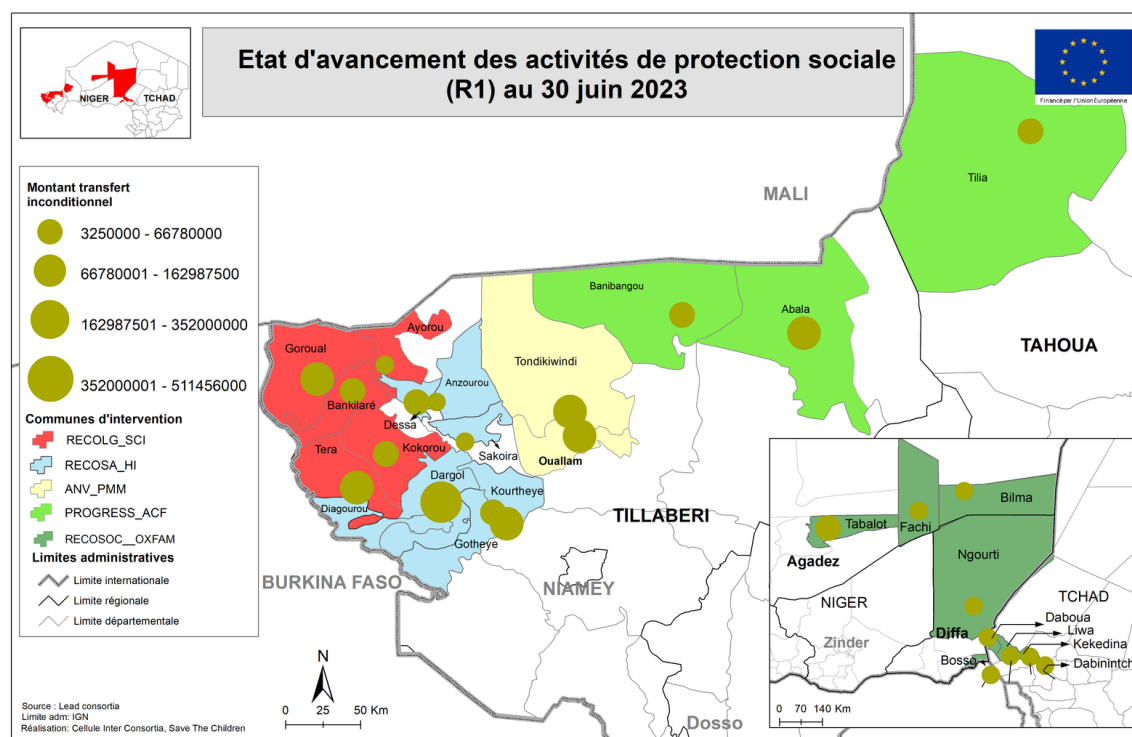 Etat d'avancement des activités de protection sociale
(R1) au 30 juin 2023
NIGER
TCHAD
Financé par l'Union Européenne
Montant transfert
inconditionnel
3250000 - 66780000
66780001 - 162987500
162987501 - 352000000
352000001 - 511456000
Communes d'intervention
RECOLG_SCI
RECOSA_HI
ANV_PMM
PROGRESS_ACF
RECOSOC__OXFAM
Limites administratives
Limite internationale
Limite régionale
Limite départementale
MALI
Tilia
TAHOUA
Banibangou
Abala
Ayorou
Goroual
Tondikiwindi
Anzourou
Bankilaré
Dessa
Tera
Kokorou
Sakoira
Ouallam
Dargol
Kourtheye
Diagourou
TILLABERI
Gotheye
BURKINA FASO
NIAMEY
Dosso
Bilma
Tabalot
Fachi
Agadez
Ngourti
NIGER
TCHAD
Daboua
Liwa
Diffa
Kekedina
Zinder
Bosso
Dabinintch
0 70 140 Km
N
0 25 50 Km
Source : Lead consortia
Limite adm: IGN
Réalisation: Cellule Inter Consortia, Save The Children